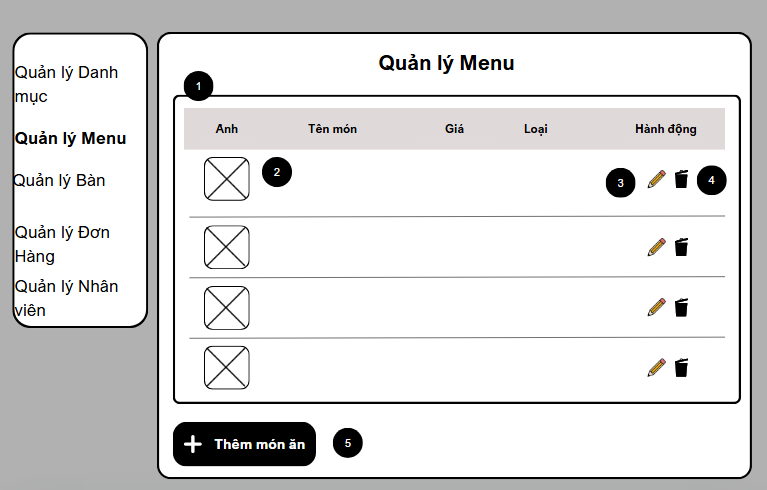 Quản lý Danh
mục
Quản lý Menu
Quản lý Bàn
Quản lý Đơn
Hàng
Quản lý Nhân
viên
Quản lý Menu
1
Anh Tên món Giá Loại Hành động
2 3 4
Thêm món ăn 5